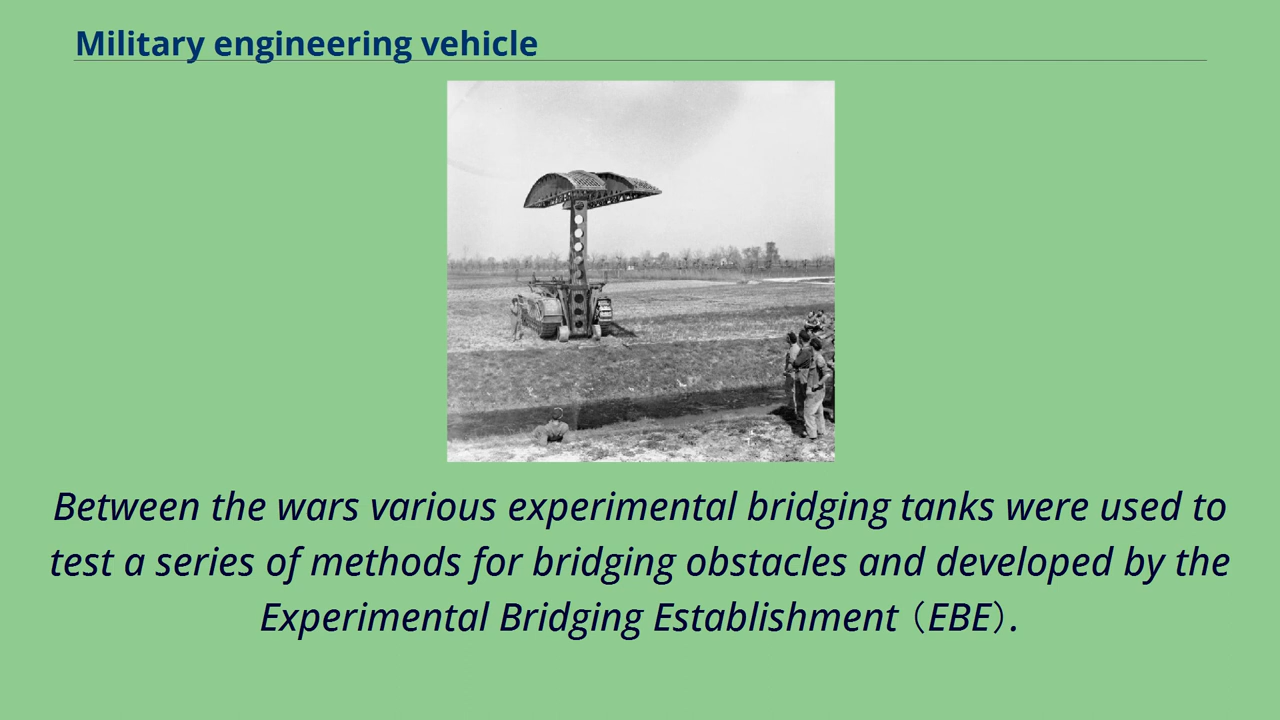 Military engineering vehicle
Between the wars various experimental bridging tanks were used to
test a series of methods for bridging obstacles and developed by the
Experimental Bridging Establishment（EBE）.